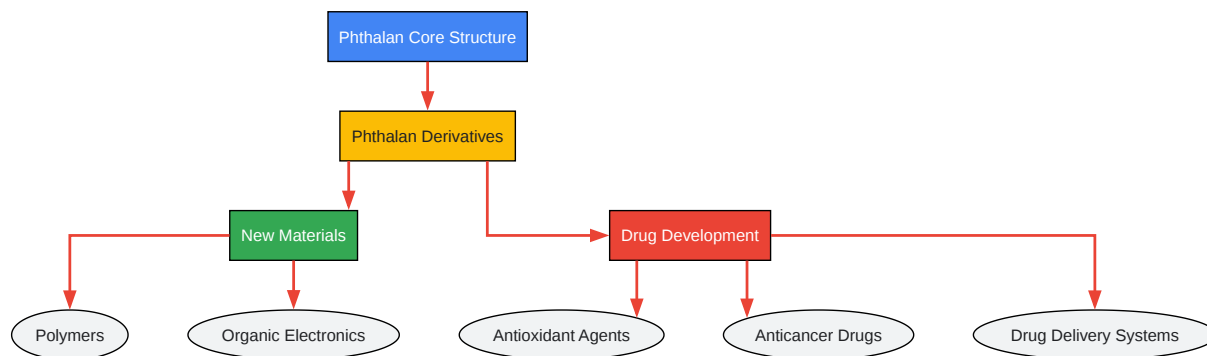 Phthalan Core Structure
Phthalan Derivatives
New Materials
Drug Development
Polymers
Organic Electronics
Antioxidant Agents
Anticancer Drugs
Drug Delivery Systems